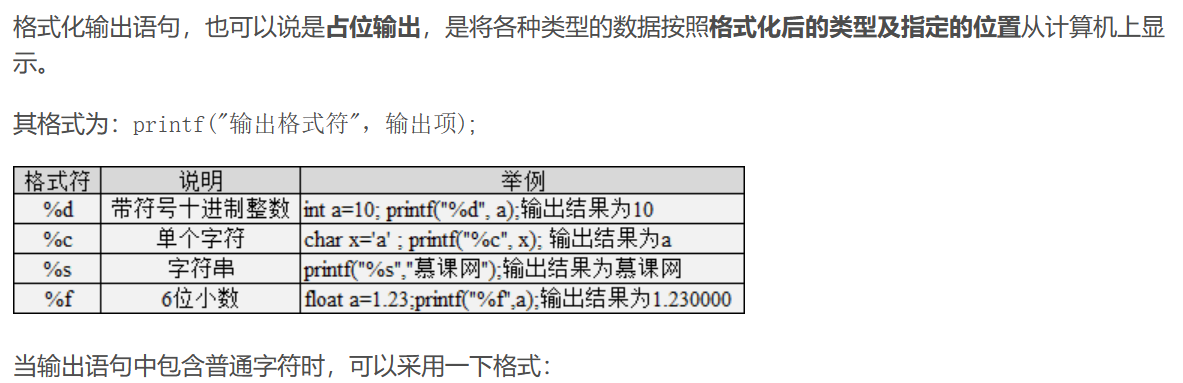 格式化输出语句，也可以说是占位输出，是将各种类型的数据按照格式化后的类型及指定的位置从计算机上显
示。
其格式为：printf("输出格式符"，输出项);
格式符 说明 举例
%d 带符号十进制整数 int a=10; printf("%d", a);输出结果为10
%c 单个字符 char x='a' ; printf("%c", x); 输出结果为a
%s 字符串 printf("%s","慕课网");输出结果为慕课网
%f 6位小数 float a=1.23;printf("%f",a);输出结果为1.230000
当输出语句中包含普通字符时，可以采用一下格式：